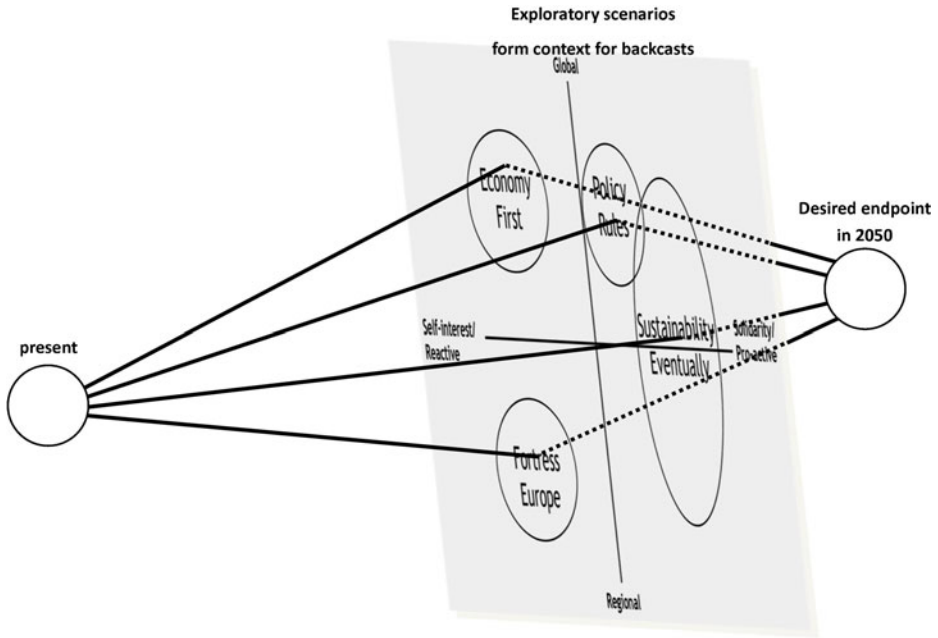 Exploratory scenarios
form context for backcasts
Global
Economy
First
Policy
Rules
Desired endpoint
in 2050
Self-interest/
Reactive
Sustainability
Eventually
Solidarity/
Pro-active
present
Fortress
Europe
Regional